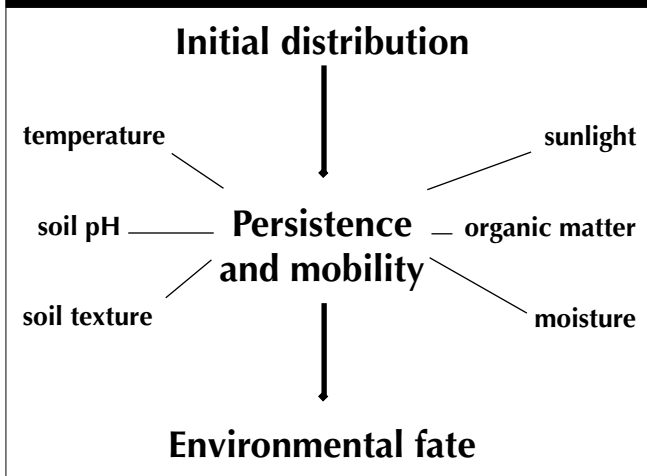 Initial distribution
temperature
sunlight
soil pH
Persistence
and mobility
organic matter
soil texture
moisture
Environmental fate